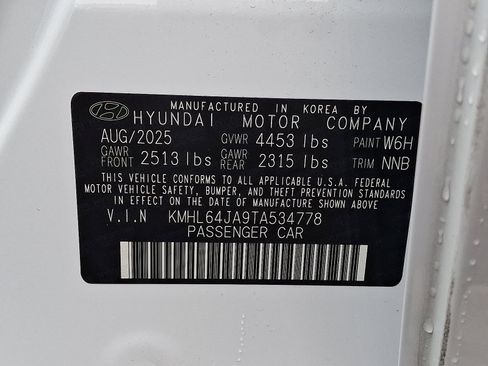 MANUFACTURED IN KOREA BY
HYUNDAI MOTOR COMPANY
AUG/2025 GVWR 4453 lbs PAINT W6H
GAWR FRONT 2513 lbs GAWR REAR 2315 lbs TRIM NNB
THIS VEHICLE CONFORMS TO ALL APPLICABLE U.S.A. FEDERAL
MOTOR VEHICLE SAFETY, BUMPER, AND THEFT PREVENTION STANDARDS
IN EFFECT ON THE DATE OF MANUFACTURE SHOWN ABOVE.
V.I.N KMHL64JA9TA534778
PASSENGER CAR